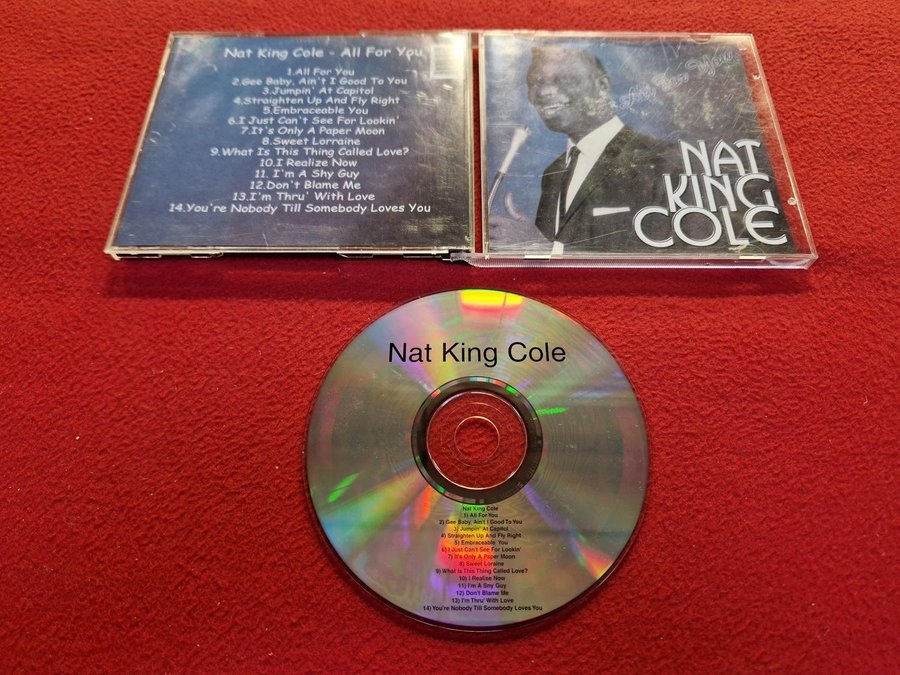 Nat King Cole - All For You
1.All For You
2.Gee Baby, Ain't I Good To You
3.Jumpin' At Capitol
4.Straighten Up And Fly Right
5.Embraceable You
6.I Just Can't See For Lookin'
7.It's Only A Paper Moon
8.Sweet Lorraine
9.What Is This Thing Called Love?
10.I Realize Now
11. I'm A Shy Guy
12.Don't Blame Me
13.I'm Thru' With Love
14.You're Nobody Till Somebody Loves You
All For You
NAT
KING
COLE
Nat King Cole
Nat King Cole
1) All For You
2) Gee Baby, Ain't I Good To You
3) Jumpin' At Capitol
4) Straighten Up And Fly Right
5) Embraceable You
6) I Just Can't See For Lookin'
7) It's Only A Paper Moon
8) Sweet Loraine
9) What Is This Thing Called Love?
10) I Realise Now
11) I'm A Shy Guy
12) Don't Blame Me
13) I'm Thru' With Love
14) You're Nobody Till Somebody Loves You